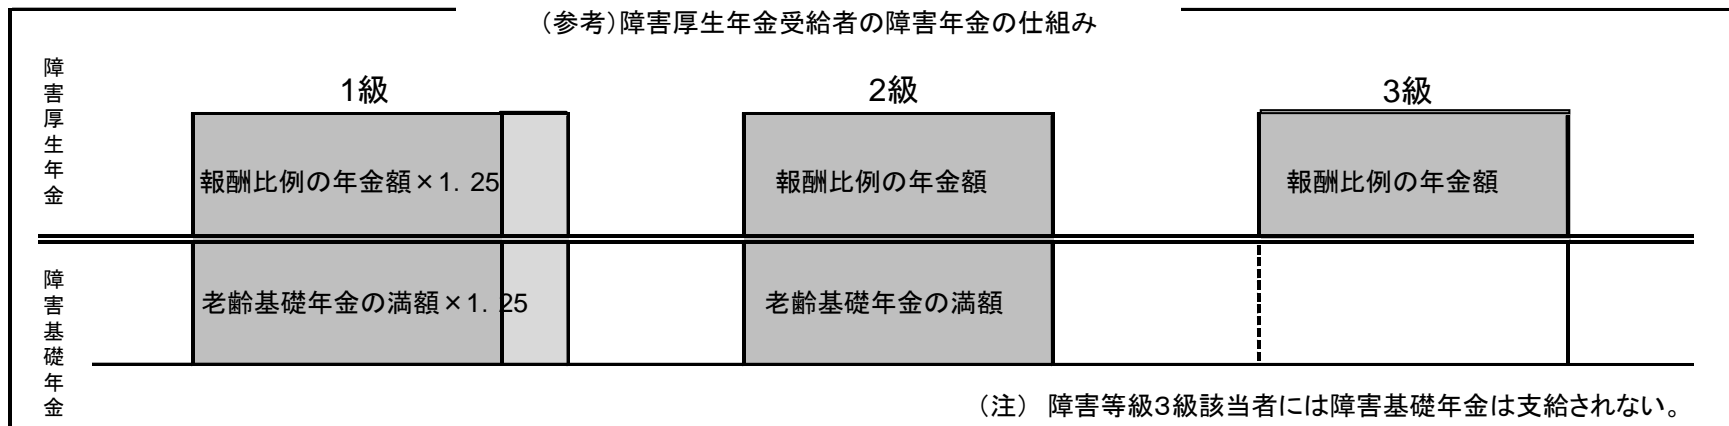 (参考)障害厚生年金受給者の障害年金の仕組み
障害厚生年金
1級
2級
3級
報酬比例の年金額×1．25
報酬比例の年金額
報酬比例の年金額
障害基礎年金
老齢基礎年金の満額×1．25
老齢基礎年金の満額
（注） 障害等級3級該当者には障害基礎年金は支給されない。